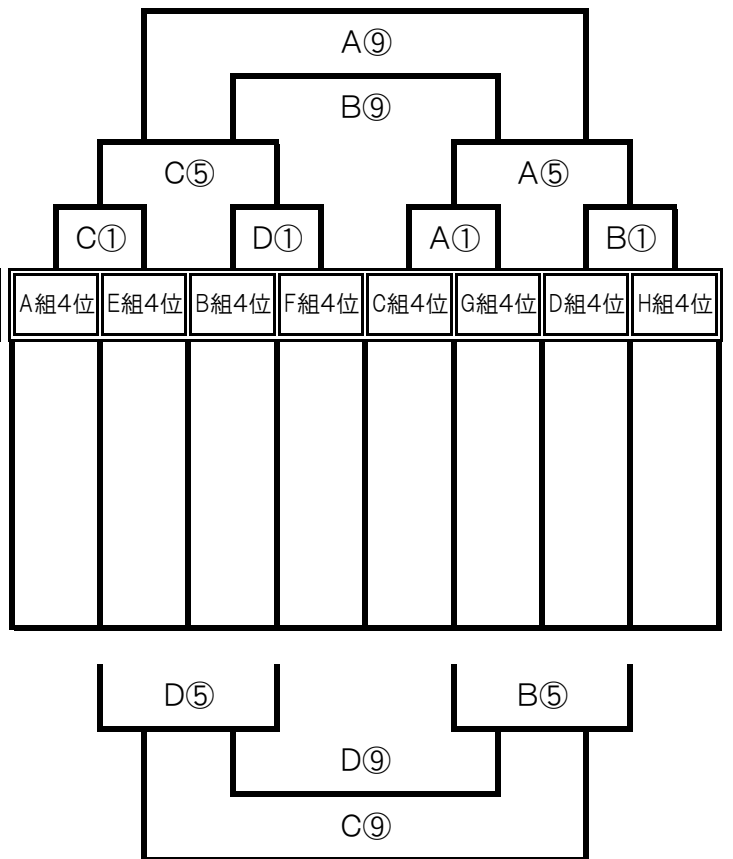 A⑨
B⑨
C⑤ A⑤
C① D① A① B①
A組4位 E組4位 B組4位 F組4位 C組4位 G組4位 D組4位 H組4位
D⑤ B⑤
D⑨
C⑨